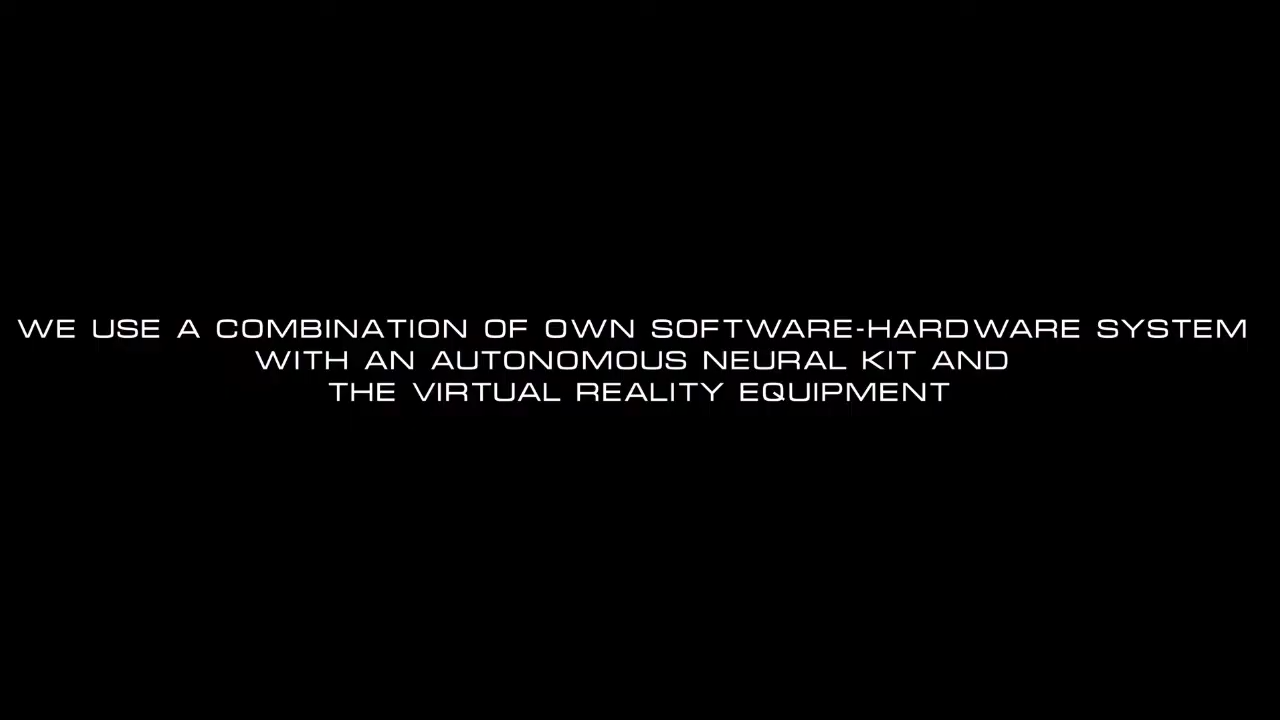 WE USE A COMBINATION OF OWN SOFTWARE-HARDWARE SYSTEM
WITH AN AUTONOMOUS NEURAL KIT AND
THE VIRTUAL REALITY EQUIPMENT